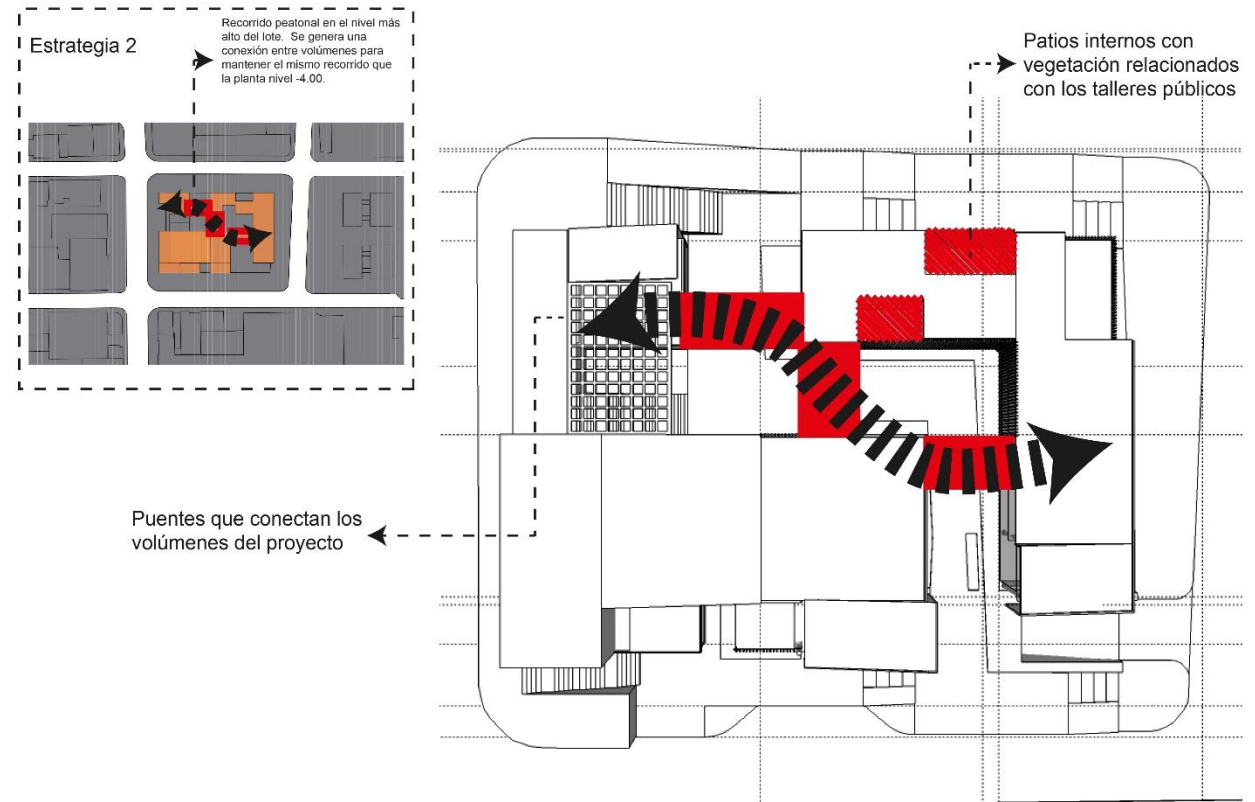 Estrategia 2
Recorrido peatonal en el nivel más
alto del lote. Se genera una
conexión entre volúmenes para
mantener el mismo recorrido que
la planta nivel -4.00.
Patios internos con
vegetación relacionados
con los talleres públicos
Puentes que conectan los
volúmenes del proyecto